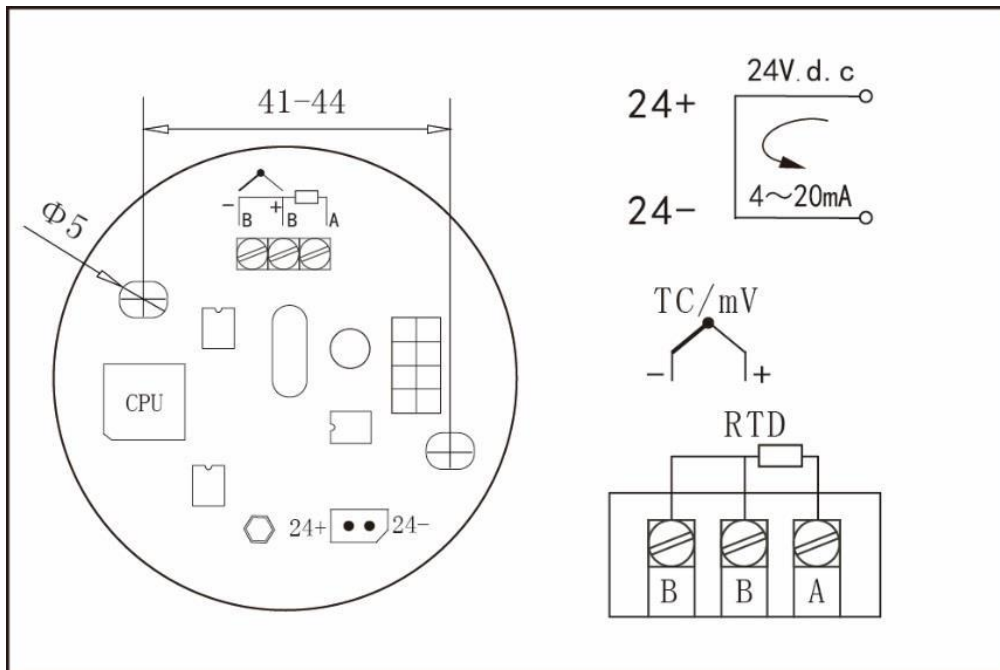 41-44
Φ5
- + 
B B A
CPU
24+ 24-
24V.d.c
24+
4～20mA
24-
TC/mV
- +
RTD
B B A